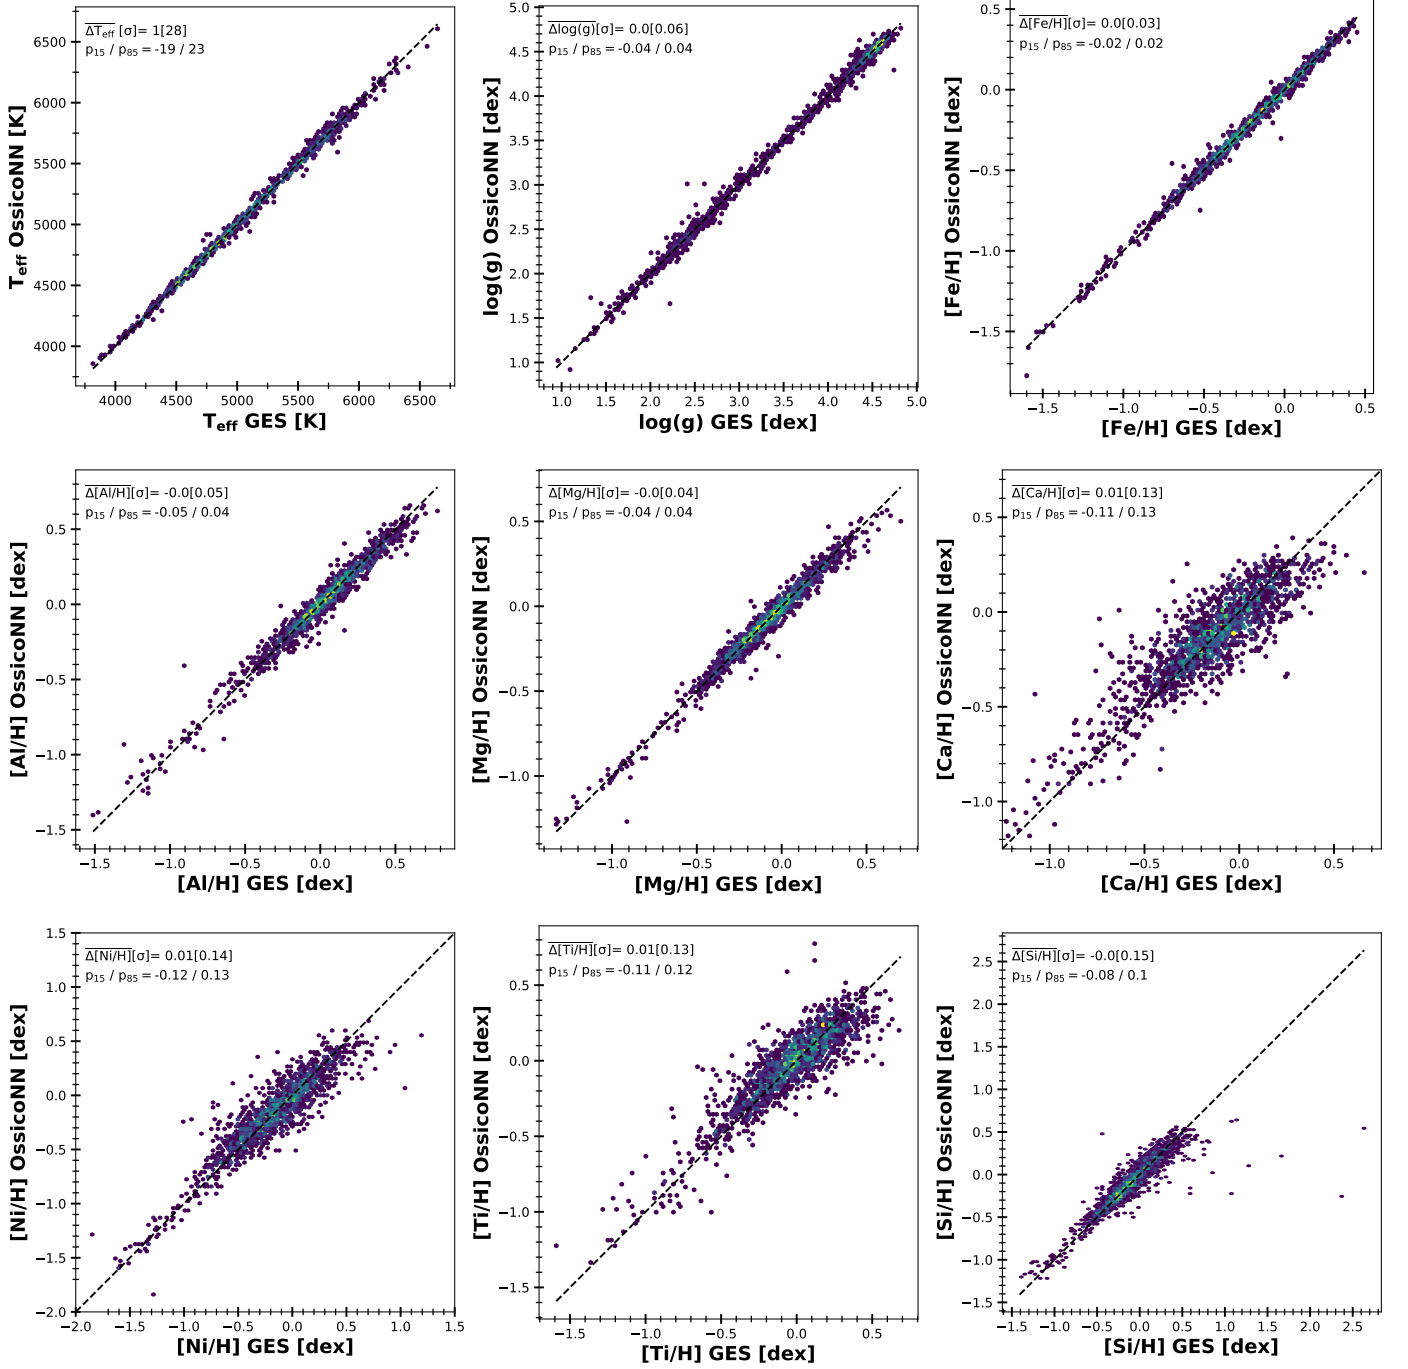 ΔT_eff [σ]= 1[28]
p15 / p85 = -19 / 23
6500
6000
5500
5000
4500
4000
T_eff OssicoNN [K]
4000 4500 5000 5500 6000 6500
T_eff GES [K]
Δlog(g)[σ]= 0.0[0.06]
p15 / p85 = -0.04 / 0.04
5.0
4.5
4.0
3.5
3.0
2.5
2.0
1.5
1.0
log(g) OssicoNN [dex]
1.0 1.5 2.0 2.5 3.0 3.5 4.0 4.5 5.0
log(g) GES [dex]
Δ[Fe/H][σ]= 0.0[0.03]
p15 / p85 = -0.02 / 0.02
0.5
0.0
−0.5
−1.0
−1.5
[Fe/H] OssicoNN [dex]
−1.5 −1.0 −0.5 0.0 0.5
[Fe/H] GES [dex]
Δ[Al/H][σ]= -0.0[0.05]
p15 / p85 = -0.05 / 0.04
0.5
0.0
−0.5
−1.0
−1.5
[Al/H] OssicoNN [dex]
−1.5 −1.0 −0.5 0.0 0.5
[Al/H] GES [dex]
Δ[Mg/H][σ]= -0.0[0.04]
p15 / p85 = -0.04 / 0.04
0.5
0.0
−0.5
−1.0
[Mg/H] OssicoNN [dex]
−1.0 −0.5 0.0 0.5
[Mg/H] GES [dex]
Δ[Ca/H][σ]= 0.01[0.13]
p15 / p85 = -0.11 / 0.13
0.5
0.0
−0.5
−1.0
[Ca/H] OssicoNN [dex]
−1.0 −0.5 0.0 0.5
[Ca/H] GES [dex]
Δ[Ni/H][σ]= 0.01[0.14]
p15 / p85 = -0.12 / 0.13
1.5
1.0
0.5
0.0
−0.5
−1.0
−1.5
−2.0
[Ni/H] OssicoNN [dex]
−2.0 −1.5 −1.0 −0.5 0.0 0.5 1.0 1.5
[Ni/H] GES [dex]
Δ[Ti/H][σ]= 0.01[0.13]
p15 / p85 = -0.11 / 0.12
0.5
0.0
−0.5
−1.0
−1.5
[Ti/H] OssicoNN [dex]
−1.5 −1.0 −0.5 0.0 0.5
[Ti/H] GES [dex]
Δ[Si/H][σ]= -0.0[0.15]
p15 / p85 = -0.08 / 0.1
2.5
2.0
1.5
1.0
0.5
0.0
−0.5
−1.0
−1.5
[Si/H] OssicoNN [dex]
−1.5 −1.0 −0.5 0.0 0.5 1.0 1.5 2.0 2.5
[Si/H] GES [dex]